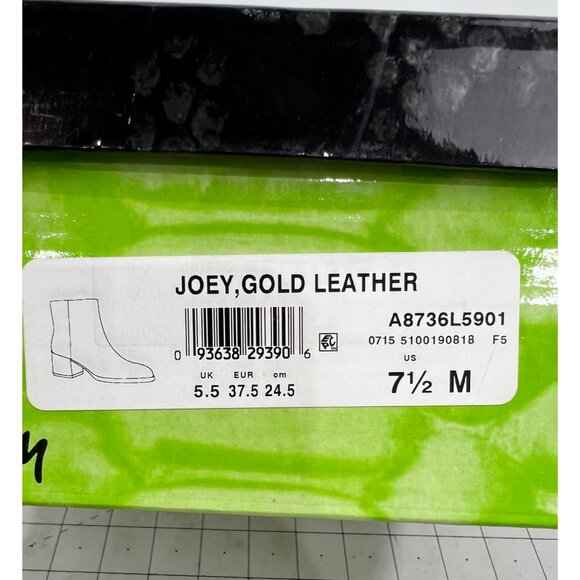 JOEY,GOLD LEATHER
A8736L5901
0 93638 29390 6
0715 5100190818 F5
UK EUR cm
US
5.5 37.5 24.5
7½ M